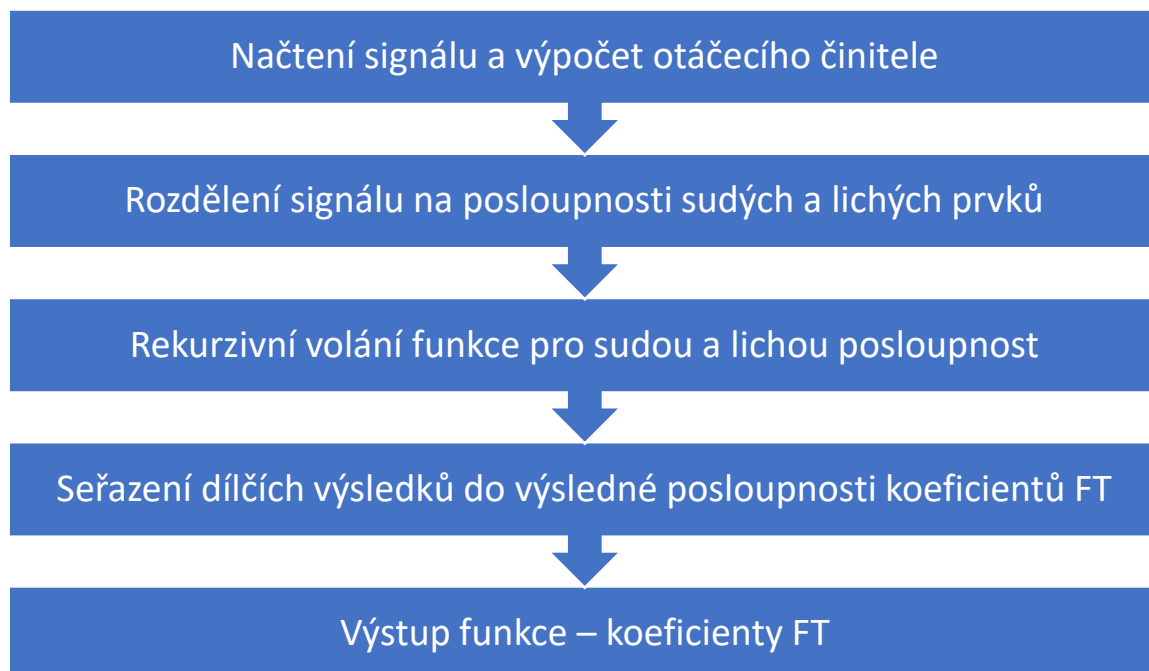 Načtení signálu a výpočet otáčecího činitele
Rozdělení signálu na posloupnosti sudých a lichých prvků
Rekurzivní volání funkce pro sudou a lichou posloupnost
Seřazení dílčích výsledků do výsledné posloupnosti koeficientů FT
Výstup funkce – koeficienty FT